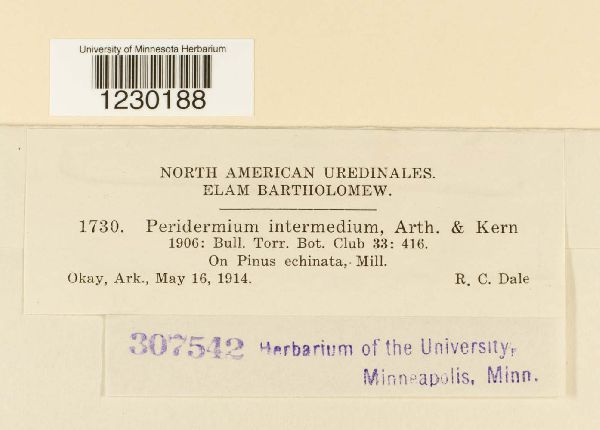 University of Minnesota Herbarium
1230188
NORTH AMERICAN UREDINALES.
ELAM BARTHOLOMEW.
1730. Peridermium intermedium, Arth. & Kern
1906: Bull. Torr. Bot. Club 33: 416.
On Pinus echinata, Mill.
Okay, Ark., May 16, 1914. R. C. Dale
307542 Herbarium of the University,
Minneapolis, Minn.